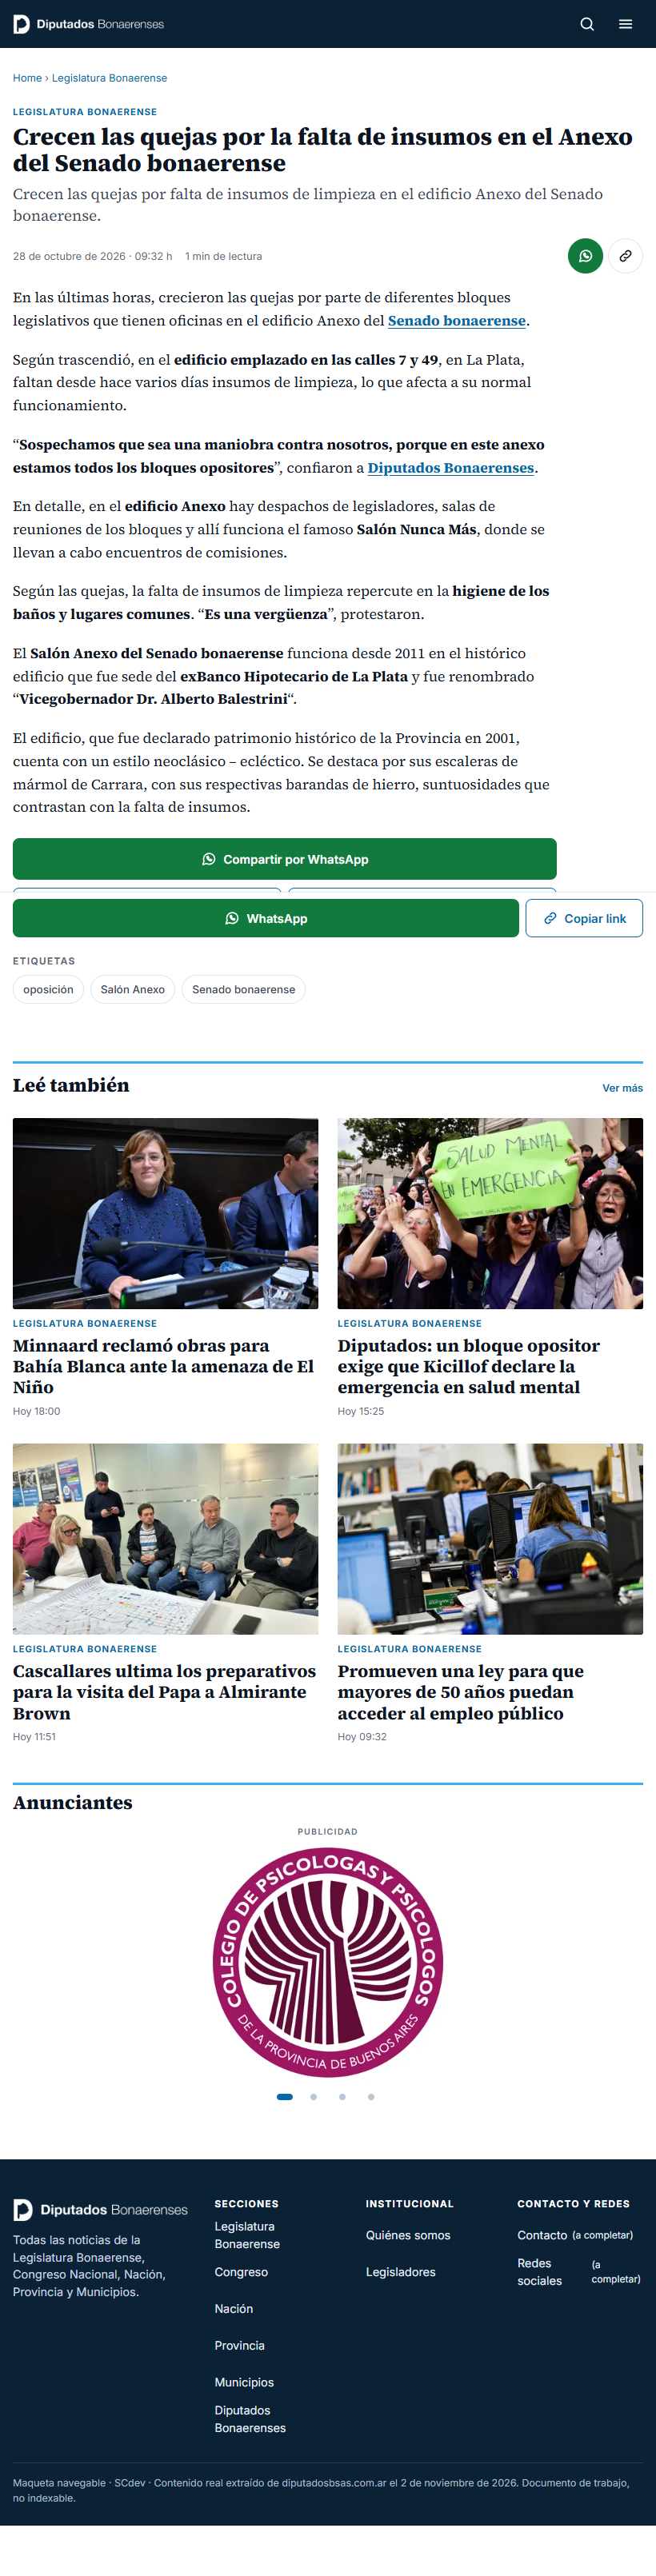 Diputados Bonaerenses
Home › Legislatura Bonaerense
LEGISLATURA BONAERENSE
Crecen las quejas por la falta de insumos en el Anexo
del Senado bonaerense
Crecen las quejas por falta de insumos de limpieza en el edificio Anexo del Senado
bonaerense.
28 de octubre de 2026 · 09:32 h 1 min de lectura
En las últimas horas, crecieron las quejas por parte de diferentes bloques
legislativos que tienen oficinas en el edificio Anexo del Senado bonaerense.
Según trascendió, en el edificio emplazado en las calles 7 y 49, en La Plata,
faltan desde hace varios días insumos de limpieza, lo que afecta a su normal
funcionamiento.
“Sospechamos que sea una maniobra contra nosotros, porque en este anexo
estamos todos los bloques opositores”, confiaron a Diputados Bonaerenses.
En detalle, en el edificio Anexo hay despachos de legisladores, salas de
reuniones de los bloques y allí funciona el famoso Salón Nunca Más, donde se
llevan a cabo encuentros de comisiones.
Según las quejas, la falta de insumos de limpieza repercute en la higiene de los
baños y lugares comunes. “Es una vergüenza”, protestaron.
El Salón Anexo del Senado bonaerense funciona desde 2011 en el histórico
edificio que fue sede del exBanco Hipotecario de La Plata y fue renombrado
“Vicegobernador Dr. Alberto Balestrini“.
El edificio, que fue declarado patrimonio histórico de la Provincia en 2001,
cuenta con un estilo neoclásico – ecléctico. Se destaca por sus escaleras de
mármol de Carrara, con sus respectivas barandas de hierro, suntuosidades que
contrastan con la falta de insumos.
Compartir por WhatsApp
WhatsApp
Copiar link
ETIQUETAS
oposición
Salón Anexo
Senado bonaerense
Leé también
Ver más
SALUD MENTAL
EN EMERGENCIA
LEGISLATURA BONAERENSE
Minnaard reclamó obras para
Bahía Blanca ante la amenaza de El
Niño
Hoy 18:00
LEGISLATURA BONAERENSE
Diputados: un bloque opositor
exige que Kicillof declare la
emergencia en salud mental
Hoy 15:25
LEGISLATURA BONAERENSE
Cascallares ultima los preparativos
para la visita del Papa a Almirante
Brown
Hoy 11:51
LEGISLATURA BONAERENSE
Promueven una ley para que
mayores de 50 años puedan
acceder al empleo público
Hoy 09:32
Anunciantes
PUBLICIDAD
COLEGIO DE PSICOLOGAS Y PSICOLOGOS
DE LA PROVINCIA DE BUENOS AIRES
Diputados Bonaerenses
Todas las noticias de la
Legislatura Bonaerense,
Congreso Nacional, Nación,
Provincia y Municipios.
SECCIONES
Legislatura
Bonaerense
Congreso
Nación
Provincia
Municipios
Diputados
Bonaerenses
INSTITUCIONAL
Quiénes somos
Legisladores
CONTACTO Y REDES
Contacto (a completar)
Redes
sociales
(a
completar)
Maqueta navegable · SCdev · Contenido real extraído de diputadosbsas.com.ar el 2 de noviembre de 2026. Documento de trabajo,
no indexable.